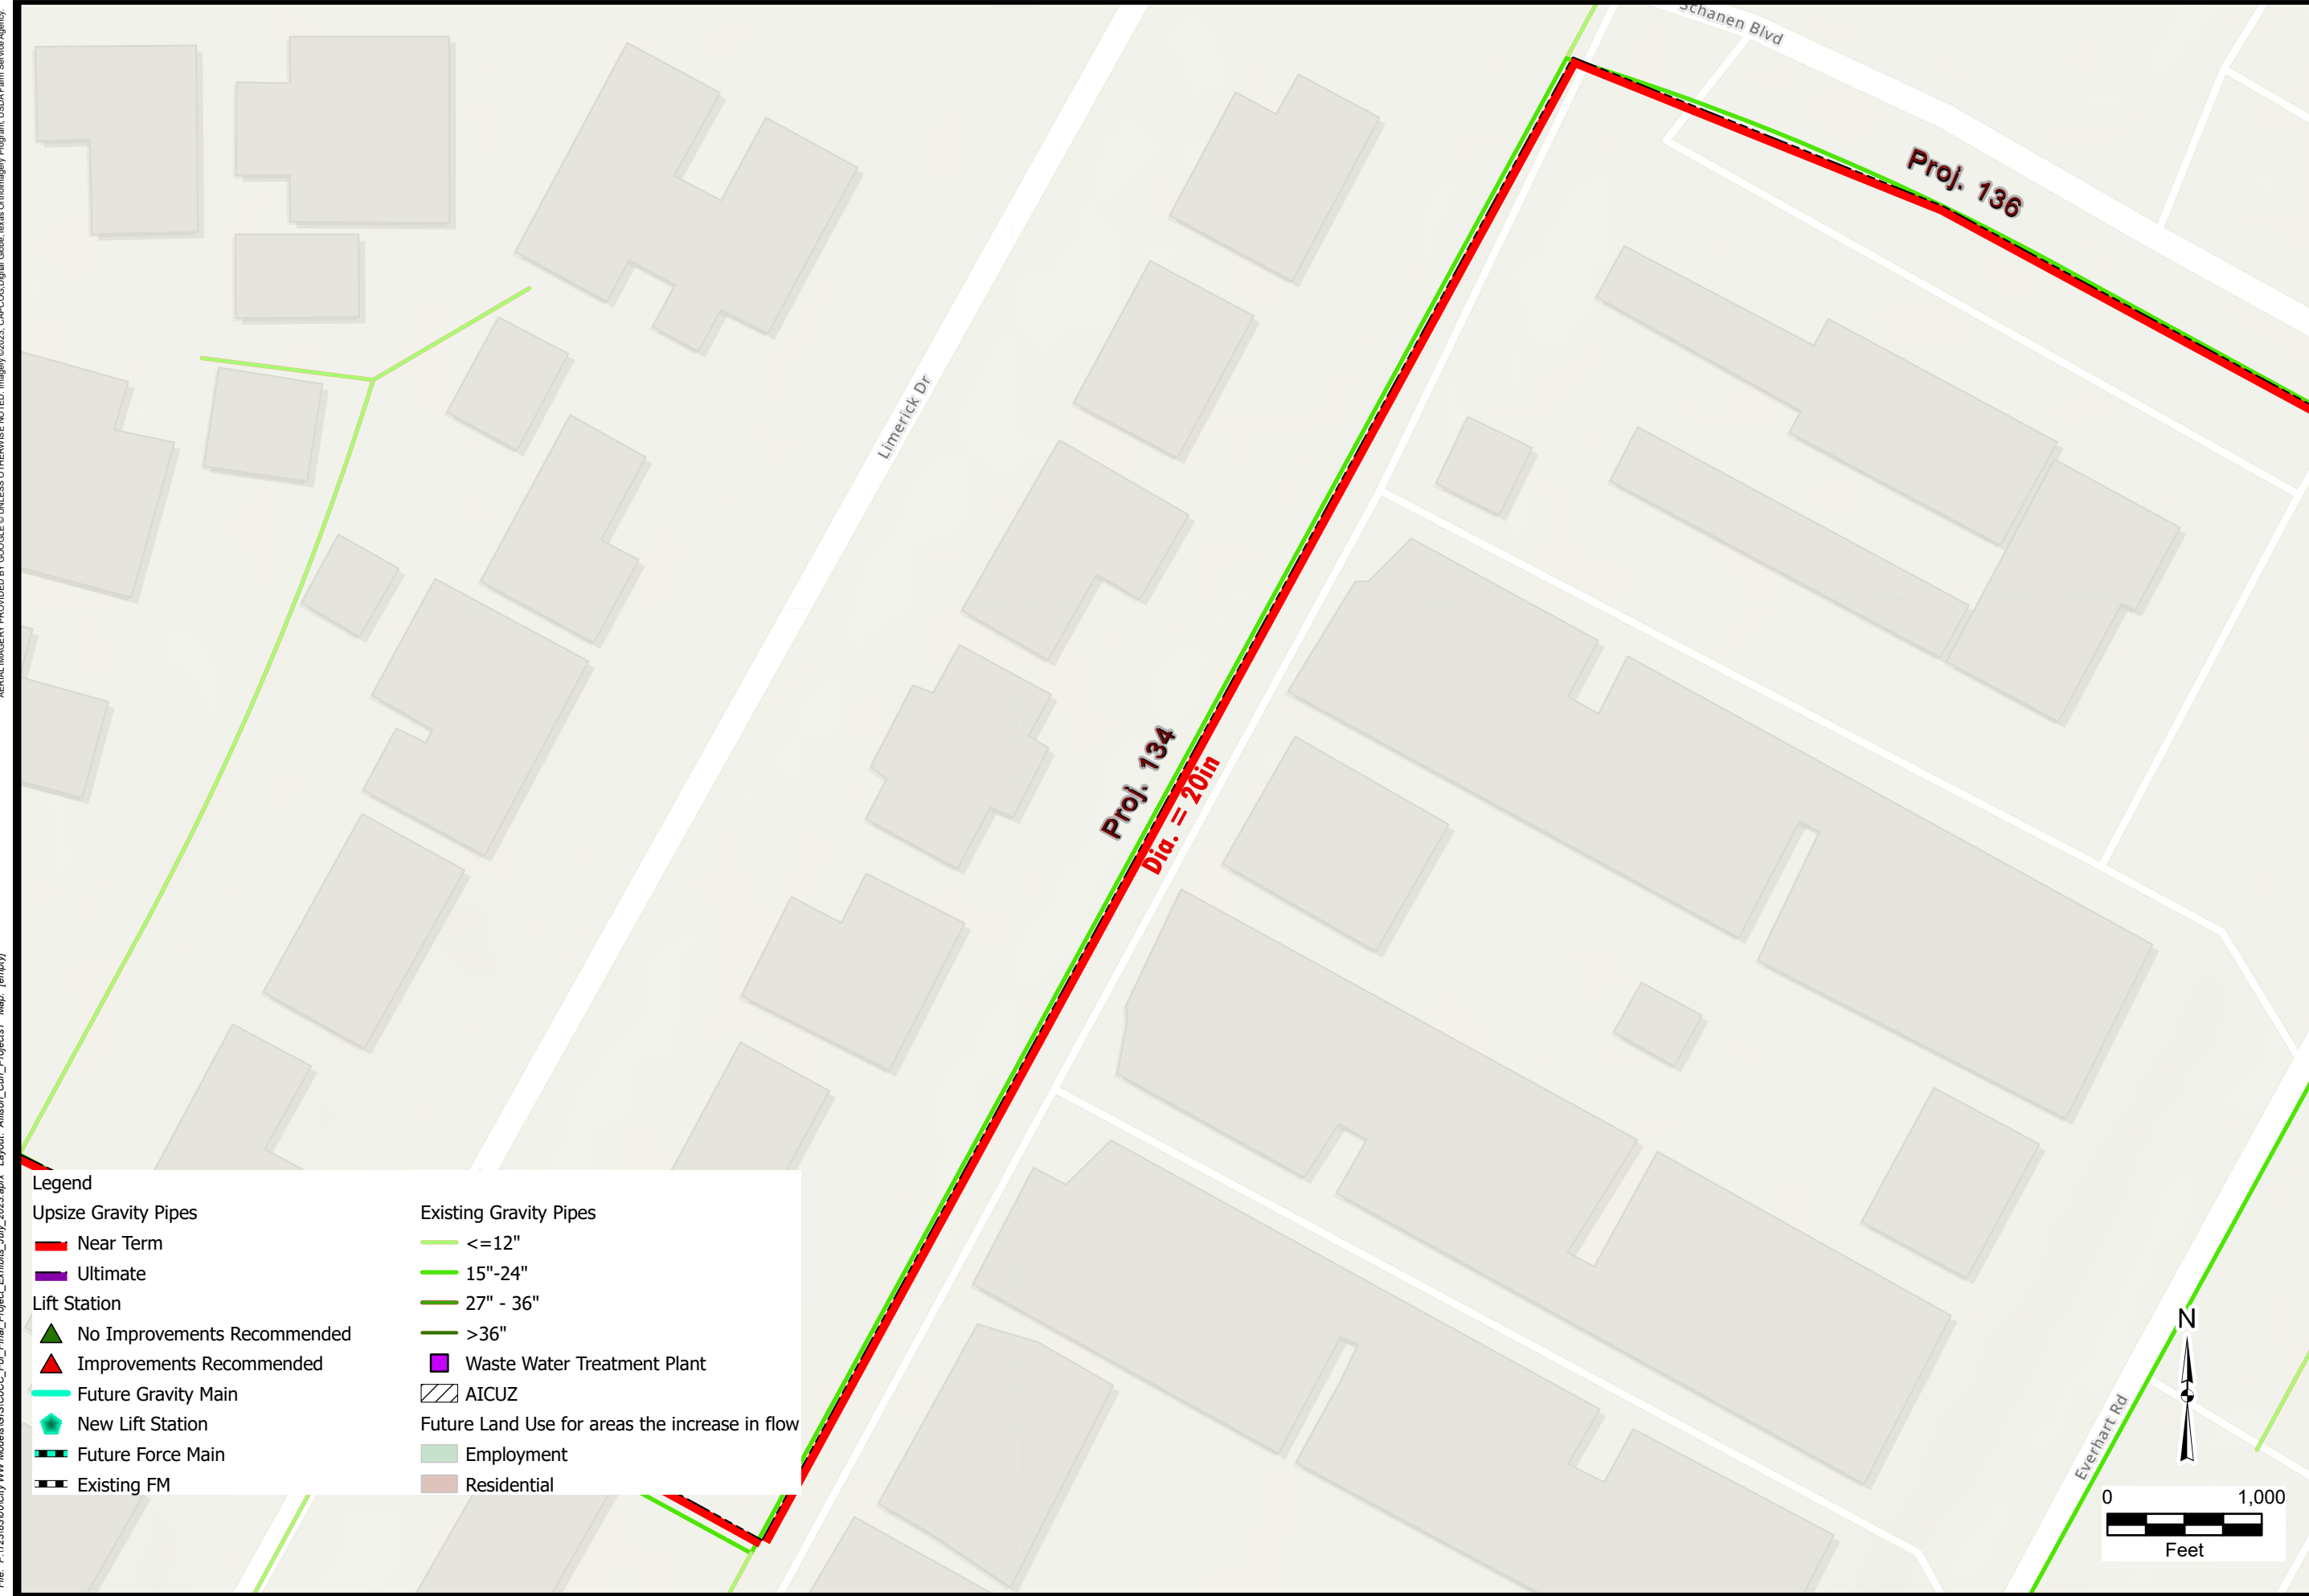 Schanen Blvd
Proj. 136
Limerick Dr
Proj. 134
Dia. = 20in
Everhart Rd
Legend
Upsize Gravity Pipes
Near Term
Ultimate
Lift Station
No Improvements Recommended
Improvements Recommended
Future Gravity Main
New Lift Station
Future Force Main
Existing FM
Existing Gravity Pipes
<=12"
15"-24"
27" - 36"
>36"
Waste Water Treatment Plant
AICUZ
Future Land Use for areas the increase in flow
Employment
Residential
N
0 1,000
Feet